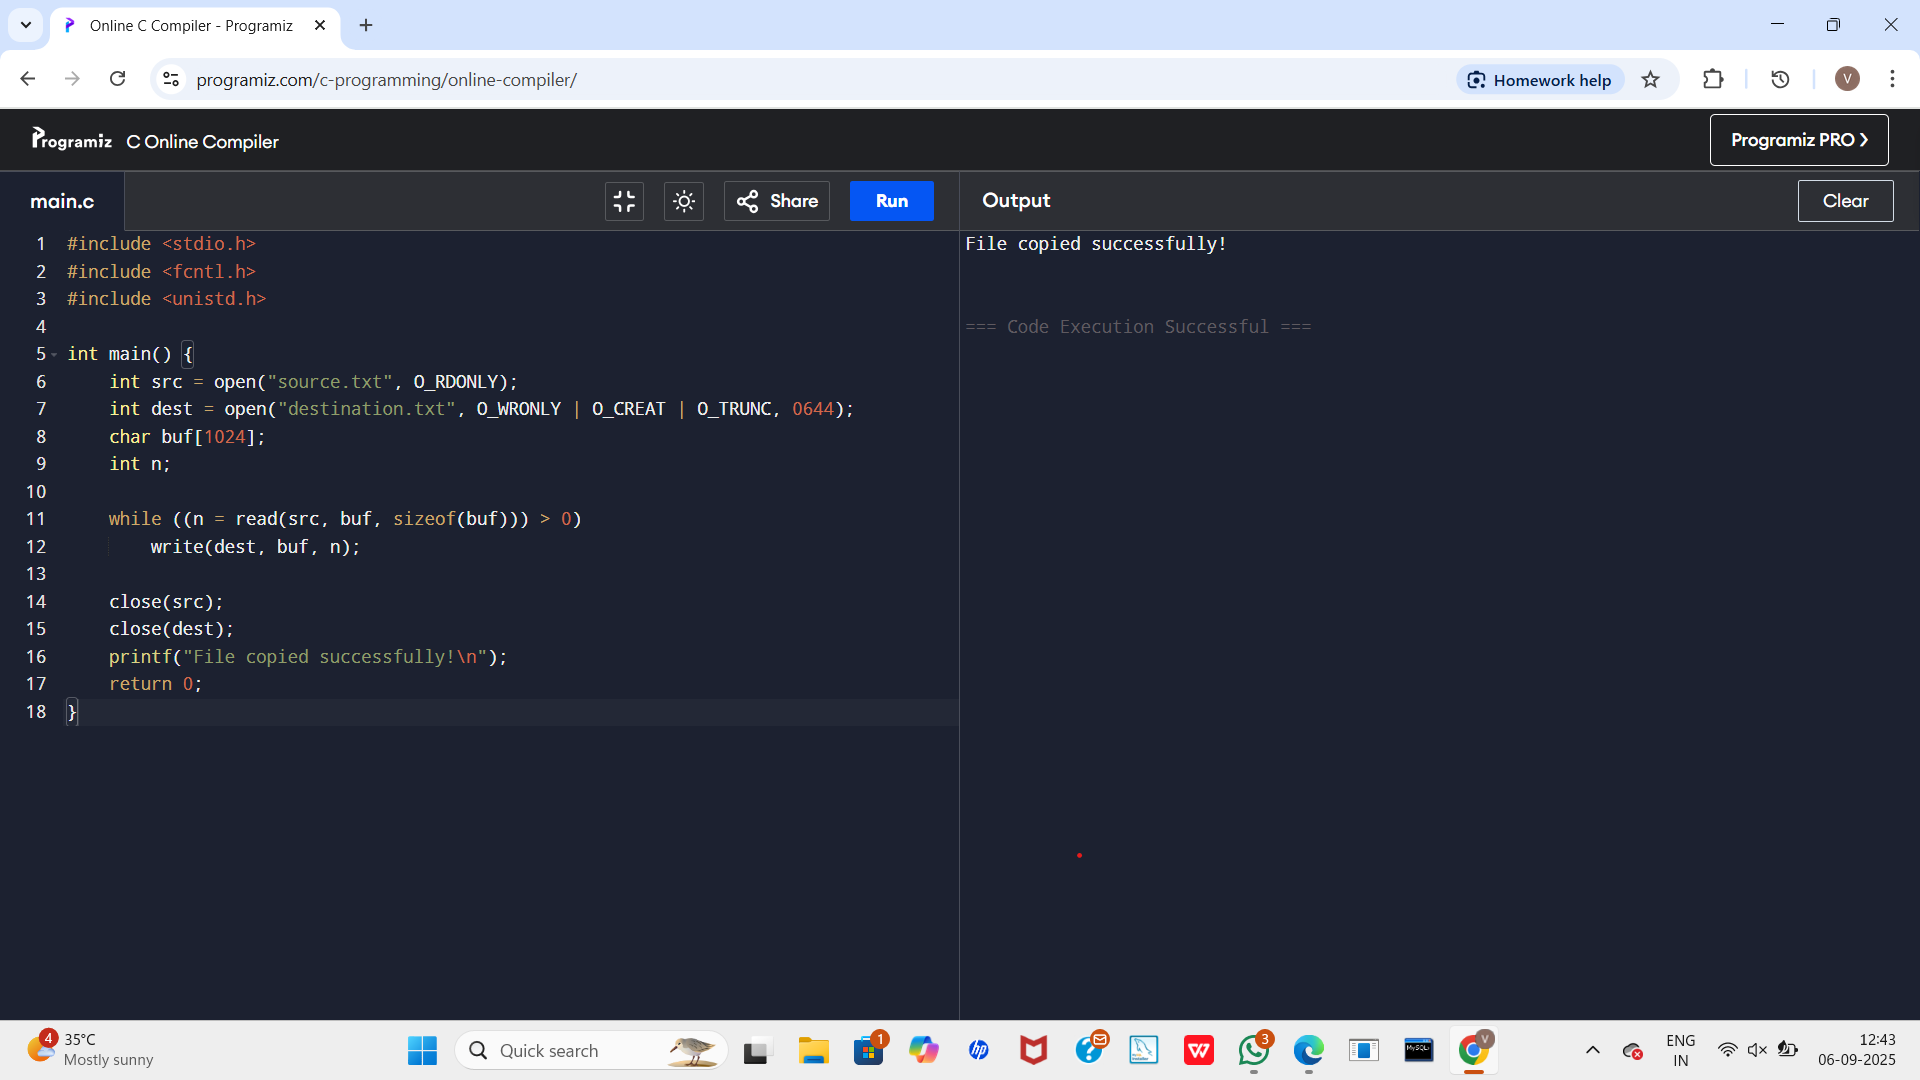 Online C Compiler - Programiz
programiz.com/c-programming/online-compiler/
Homework help
V
Programiz C Online Compiler
Programiz PRO
main.c
Share
Run
Output
Clear
1 #include <stdio.h>
2 #include <fcntl.h>
3 #include <unistd.h>
4
5 int main() {
6     int src = open("source.txt", O_RDONLY);
7     int dest = open("destination.txt", O_WRONLY | O_CREAT | O_TRUNC, 0644);
8     char buf[1024];
9     int n;
10
11     while ((n = read(src, buf, sizeof(buf))) > 0)
12         write(dest, buf, n);
13
14     close(src);
15     close(dest);
16     printf("File copied successfully!\n");
17     return 0;
18 }
File copied successfully!
=== Code Execution Successful ===
4
35°C
Mostly sunny
Quick search
1
hp
W
3
MySQL
V
ENG
IN
12:43
06-09-2025